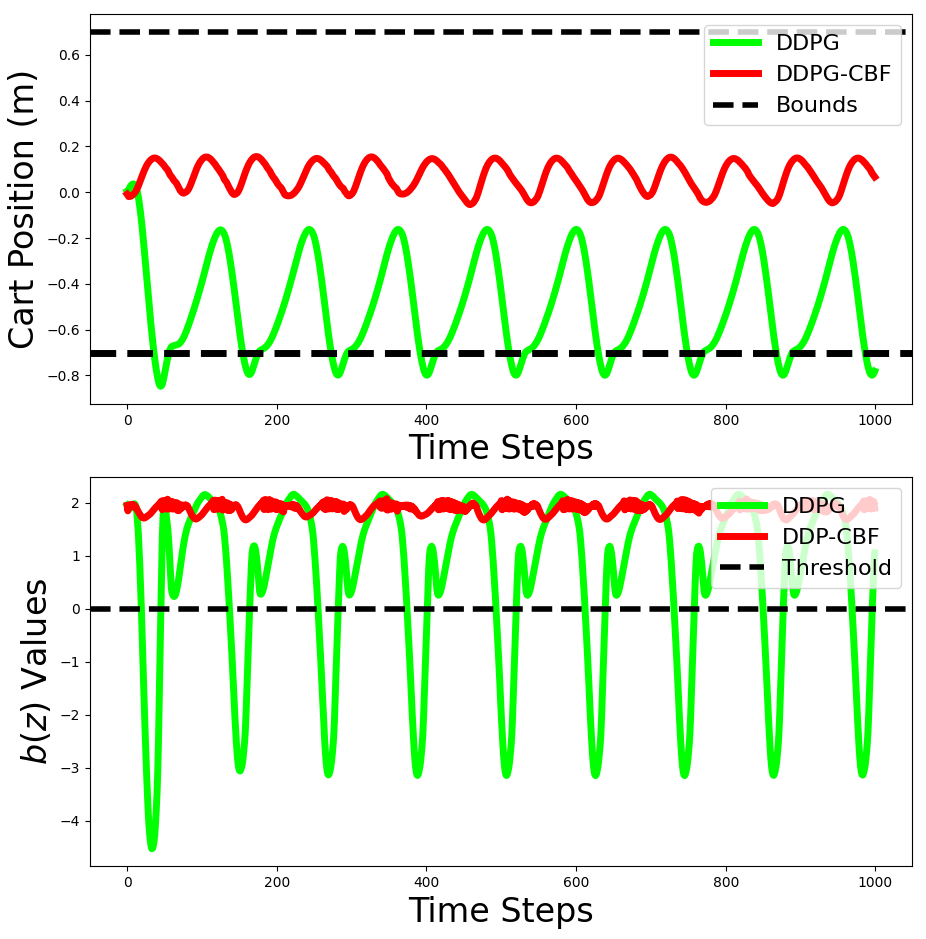 Cart Position (m)
0.6
0.4
0.2
0.0
−0.2
−0.4
−0.6
−0.8
DDPG
DDPG-CBF
Bounds
0 200 400 600 800 1000
Time Steps
b(z) Values
2
1
0
−1
−2
−3
−4
DDPG
DDP-CBF
Threshold
0 200 400 600 800 1000
Time Steps